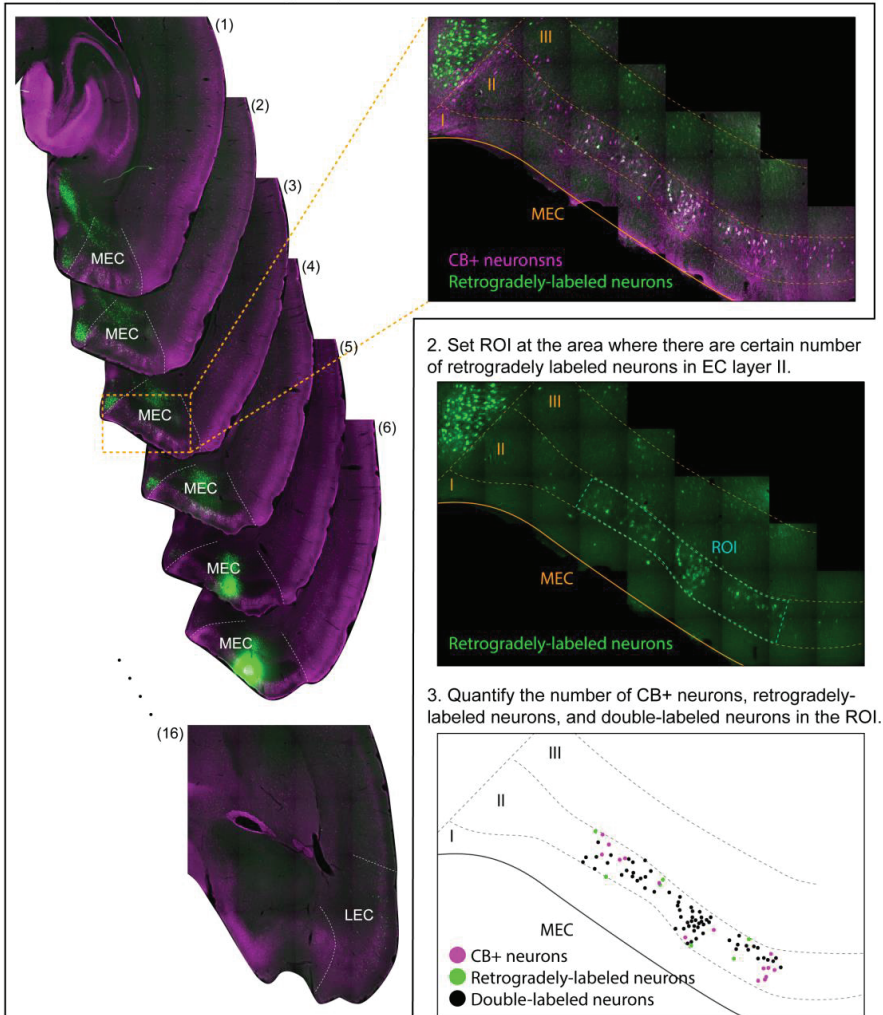 (1)
(2)
(3)
(4)
(5)
(6)
MEC
MEC
MEC
MEC
MEC
MEC
(16)
LEC
III
II
I
MEC
CB+ neuronsns
Retrogradely-labeled neurons
2. Set ROI at the area where there are certain number
of retrogradely labeled neurons in EC layer II.
III
II
I
ROI
MEC
Retrogradely-labeled neurons
3. Quantify the number of CB+ neurons, retrogradely-
labeled neurons, and double-labeled neurons in the ROI.
III
II
I
MEC
CB+ neurons
Retrogradely-labeled neurons
Double-labeled neurons